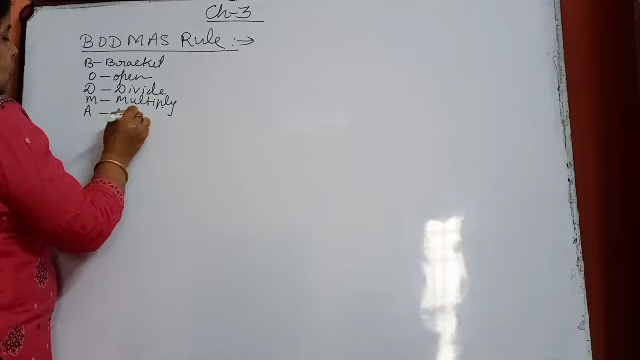 Ch-3
BODMAS Rule :→
B - Bracket
O - open
D - Divide
M - Multiply
A -